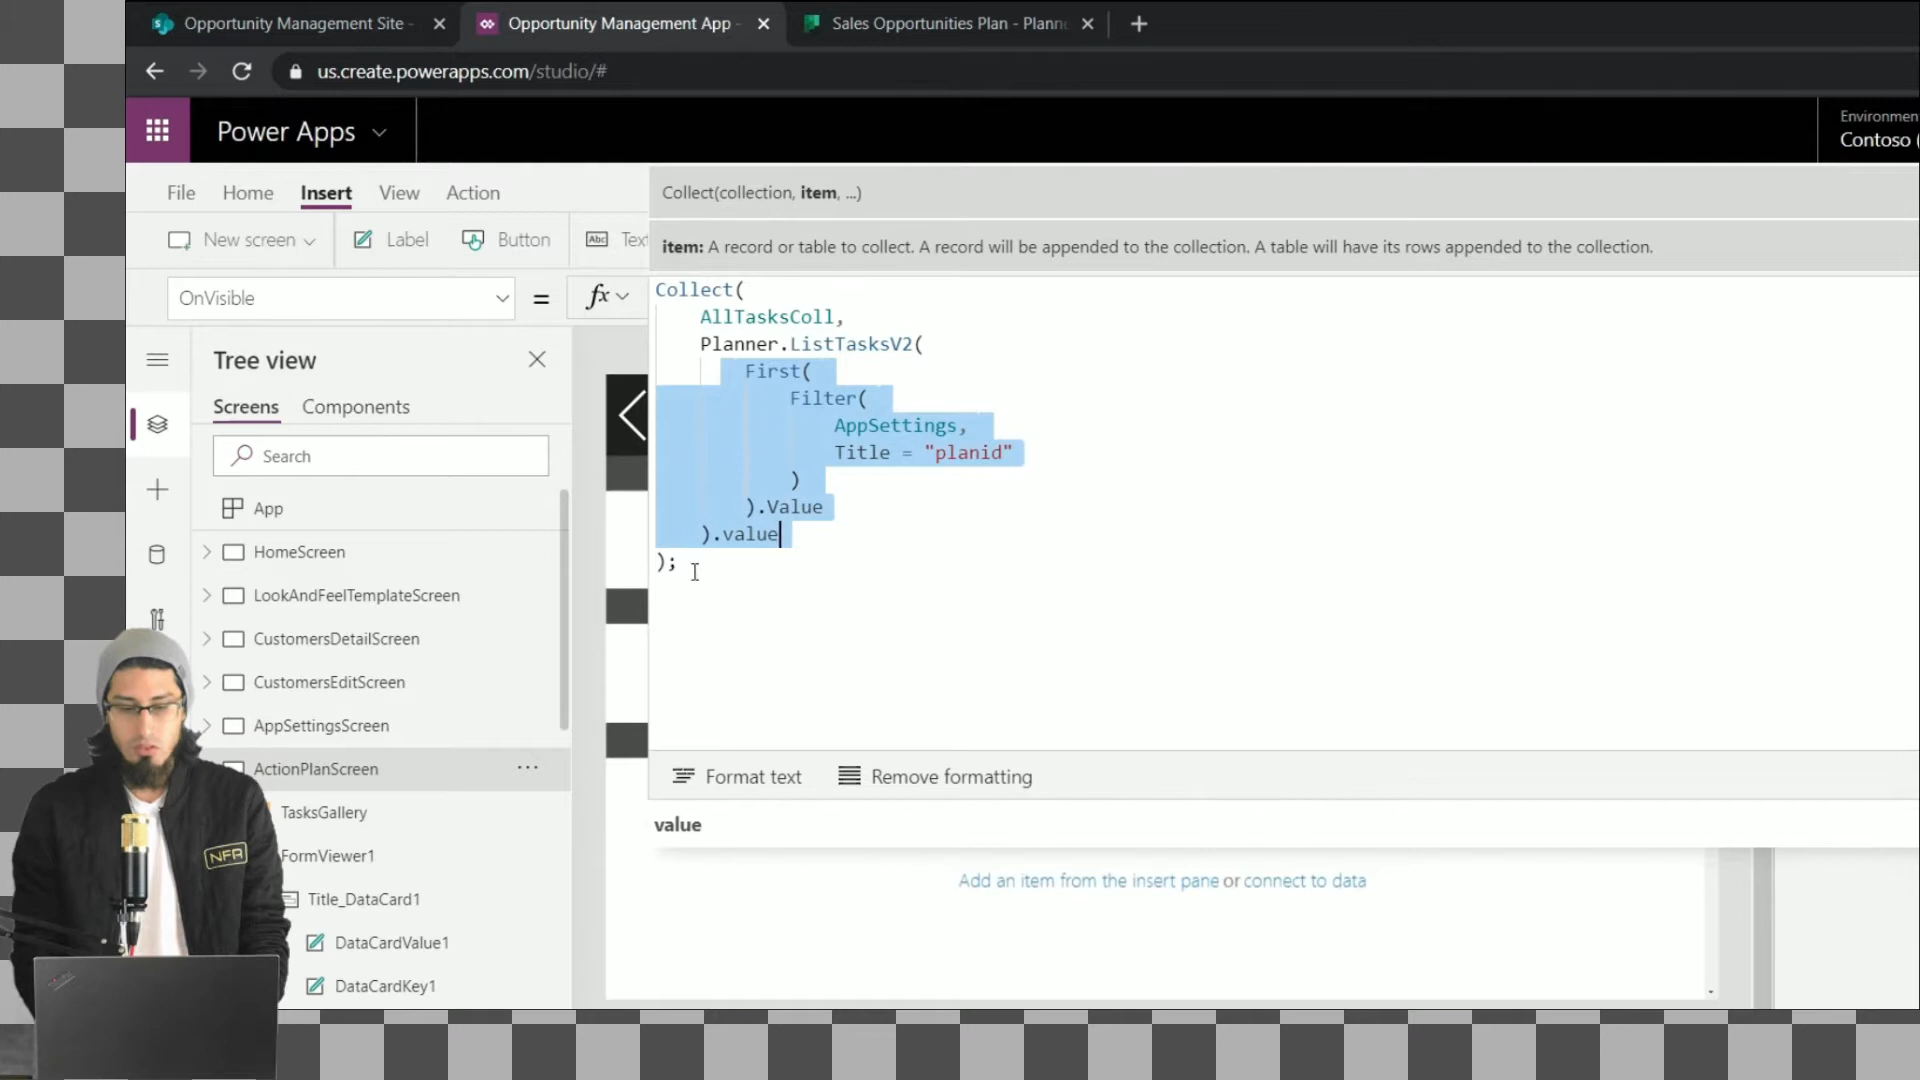 Opportunity Management Site -
Opportunity Management App -
Sales Opportunities Plan - Plann
us.create.powerapps.com/studio/#
Power Apps
Environmen
Contoso (
File
Home
Insert
View
Action
Collect(collection, item, ...)
New screen
Label
Button
Abc
Text
item: A record or table to collect. A record will be appended to the collection. A table will have its rows appended to the collection.
OnVisible
=
fx
Collect(
AllTasksColl,
Planner.ListTasksV2(
First(
Filter(
AppSettings,
Title = "planid"
)
).Value
).value
);
Tree view
Screens
Components
Search
App
HomeScreen
LookAndFeelTemplateScreen
CustomersDetailScreen
CustomersEditScreen
AppSettingsScreen
ActionPlanScreen
...
TasksGallery
FormViewer1
Title_DataCard1
DataCardValue1
DataCardKey1
Format text
Remove formatting
value
Add an item from the insert pane or connect to data
NFR